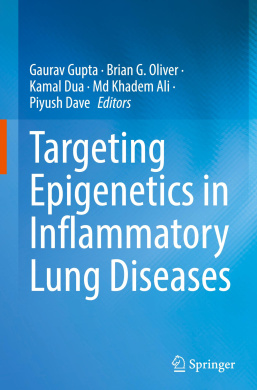 Gaurav Gupta · Brian G. Oliver ·
Kamal Dua · Md Khadem Ali ·
Piyush Dave Editors
Targeting
Epigenetics in
Inflammatory
Lung Diseases
Springer